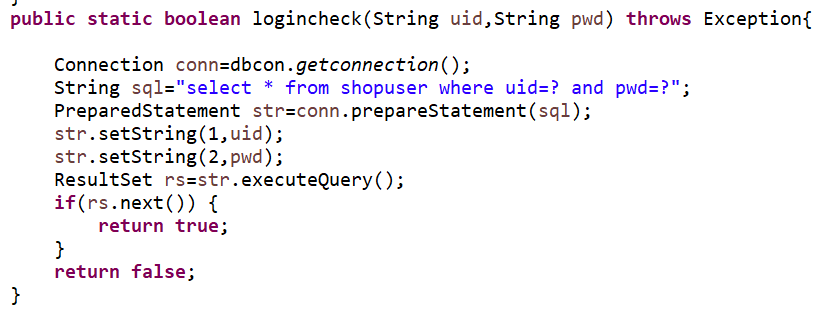 public static boolean logincheck(String uid,String pwd) throws Exception{
Connection conn=dbcon.getconnection();
String sql="select * from shopuser where uid=? and pwd=?";
PreparedStatement str=conn.prepareStatement(sql);
str.setString(1,uid);
str.setString(2,pwd);
ResultSet rs=str.executeQuery();
if(rs.next()) {
return true;
}
return false;
}